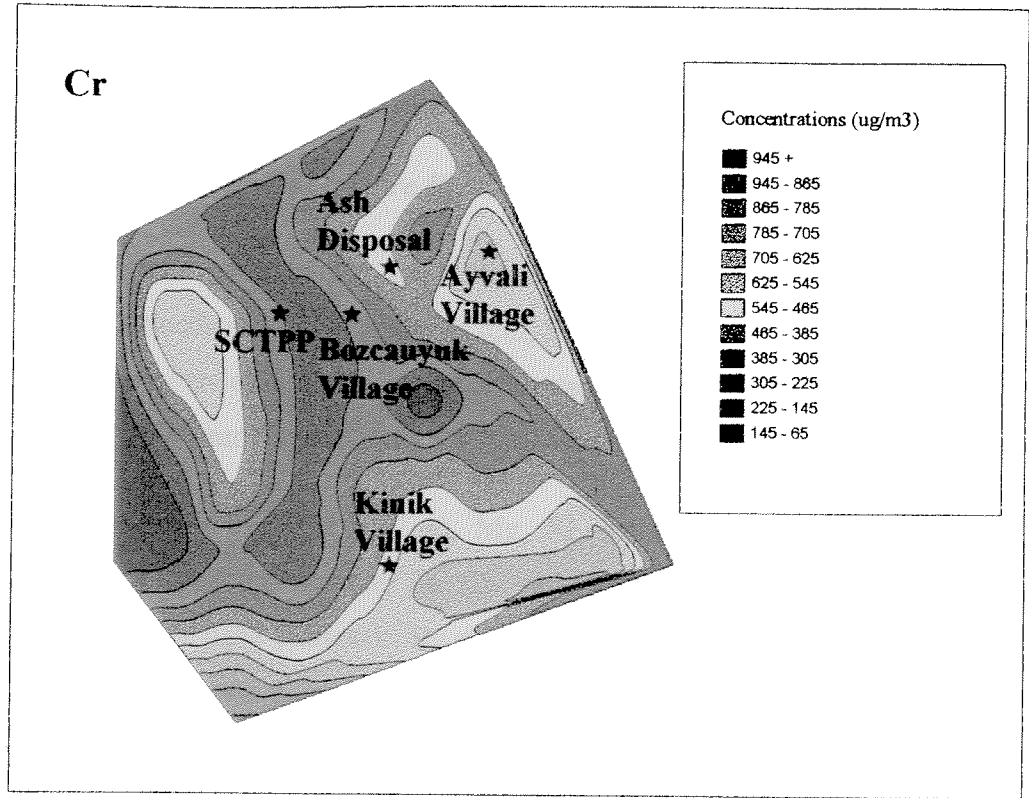 Cr
Ash
Disposal
Ayvali
Village
SCTPP
Bozcauyuk
Village
Kinik
Village
Concentrations (ug/m3)
945 +
945 - 865
865 - 785
785 - 705
705 - 625
625 - 545
545 - 465
465 - 385
385 - 305
305 - 225
225 - 145
145 - 65